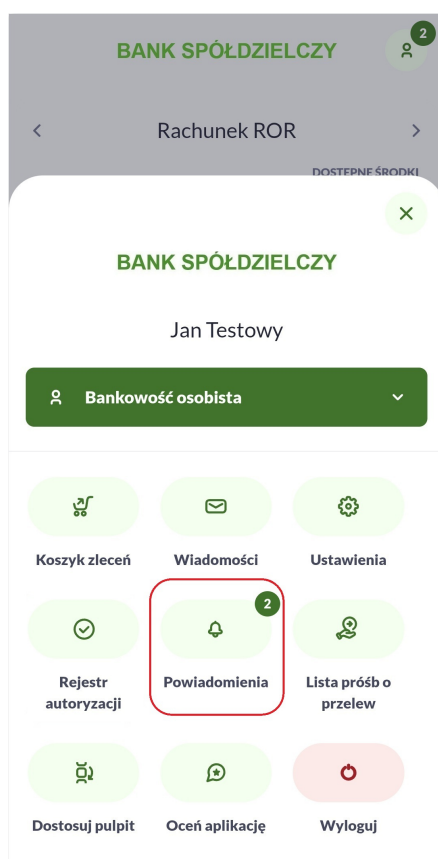 BANK SPÓŁDZIELCZY
2
Rachunek ROR
DOSTĘPNE ŚRODKI
BANK SPÓŁDZIELCZY
Jan Testowy
Bankowość osobista
Koszyk zleceń
Wiadomości
Ustawienia
2
Rejestr
autoryzacji
Powiadomienia
Lista próśb o
przelew
Dostosuj pulpit
Oceń aplikację
Wyloguj